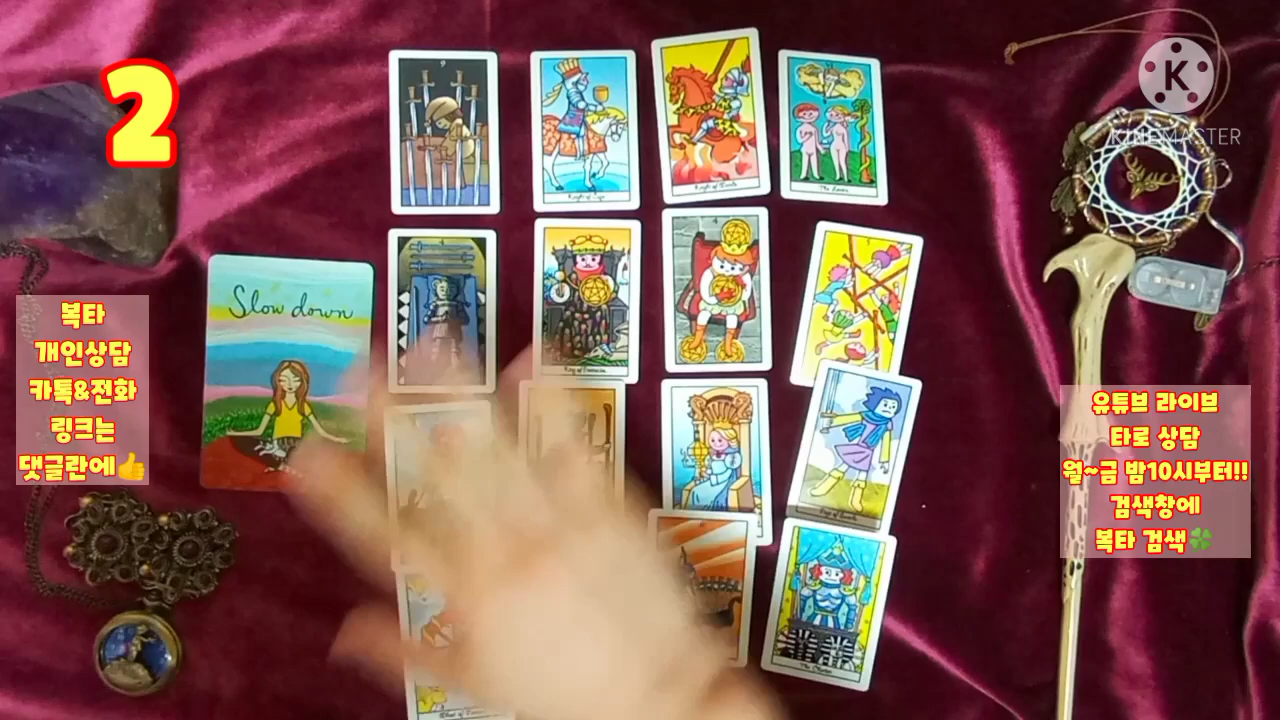 2
K
KINEMASTER
Slow down
복타
개인상담
카톡&전화
링크는
댓글란에👍
유튜브 라이브
타로 상담
월~금 밤10시부터!!
검색창에
복타 검색🍀
Knight of Cups
Knight of Wands
The Lovers
King of Pentacles
The Chariot